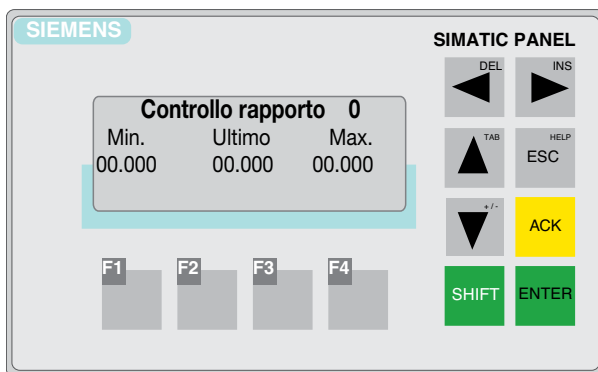 SIEMENS
SIMATIC PANEL
DEL INS
Controllo rapporto 0
Min. Ultimo Max.
00.000 00.000 00.000
TAB HELP
ESC
+/-
ACK
F1 F2 F3 F4
SHIFT ENTER